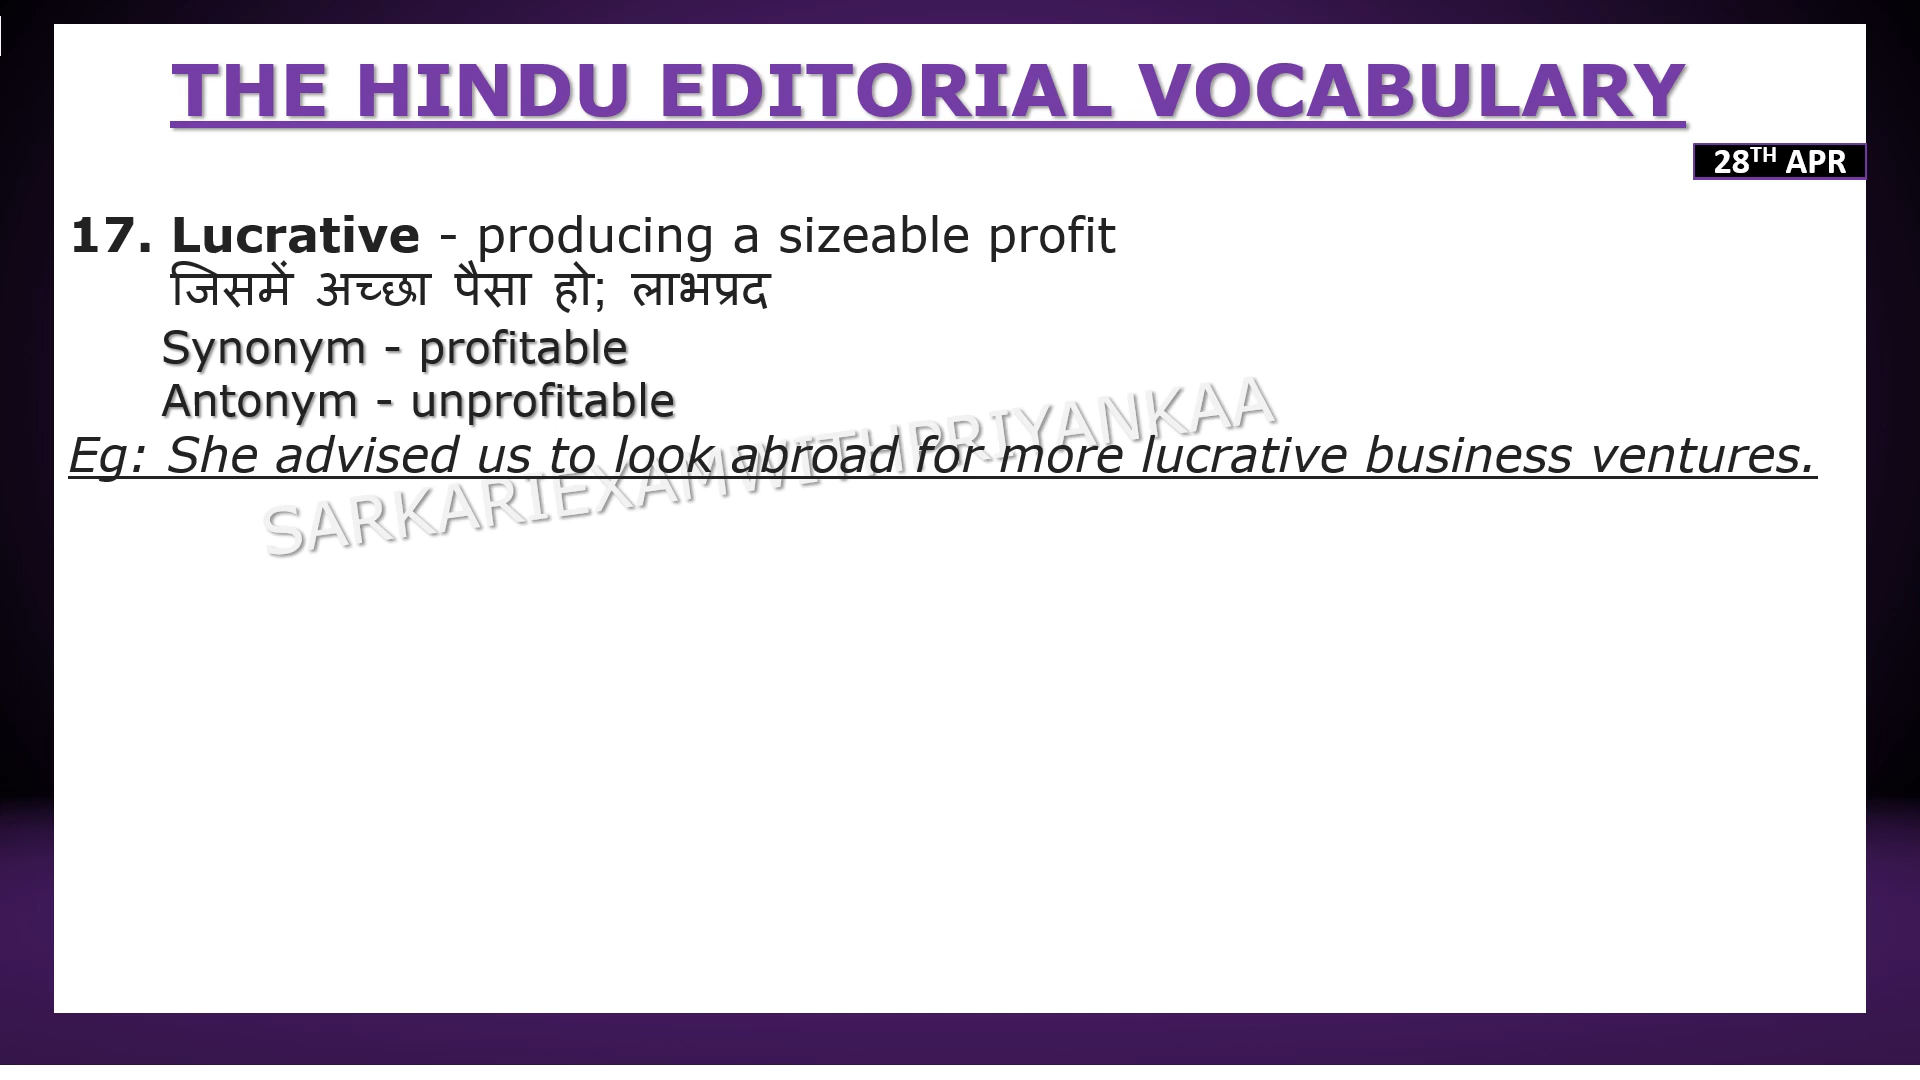 THE HINDU EDITORIAL VOCABULARY
28TH APR
17. Lucrative - producing a sizeable profit
जिसमें अच्छा पैसा हो; लाभप्रद
Synonym - profitable
Antonym - unprofitable
Eg: She advised us to look abroad for more lucrative business ventures.
SARKARIEXAMWITHPRIYANKAA